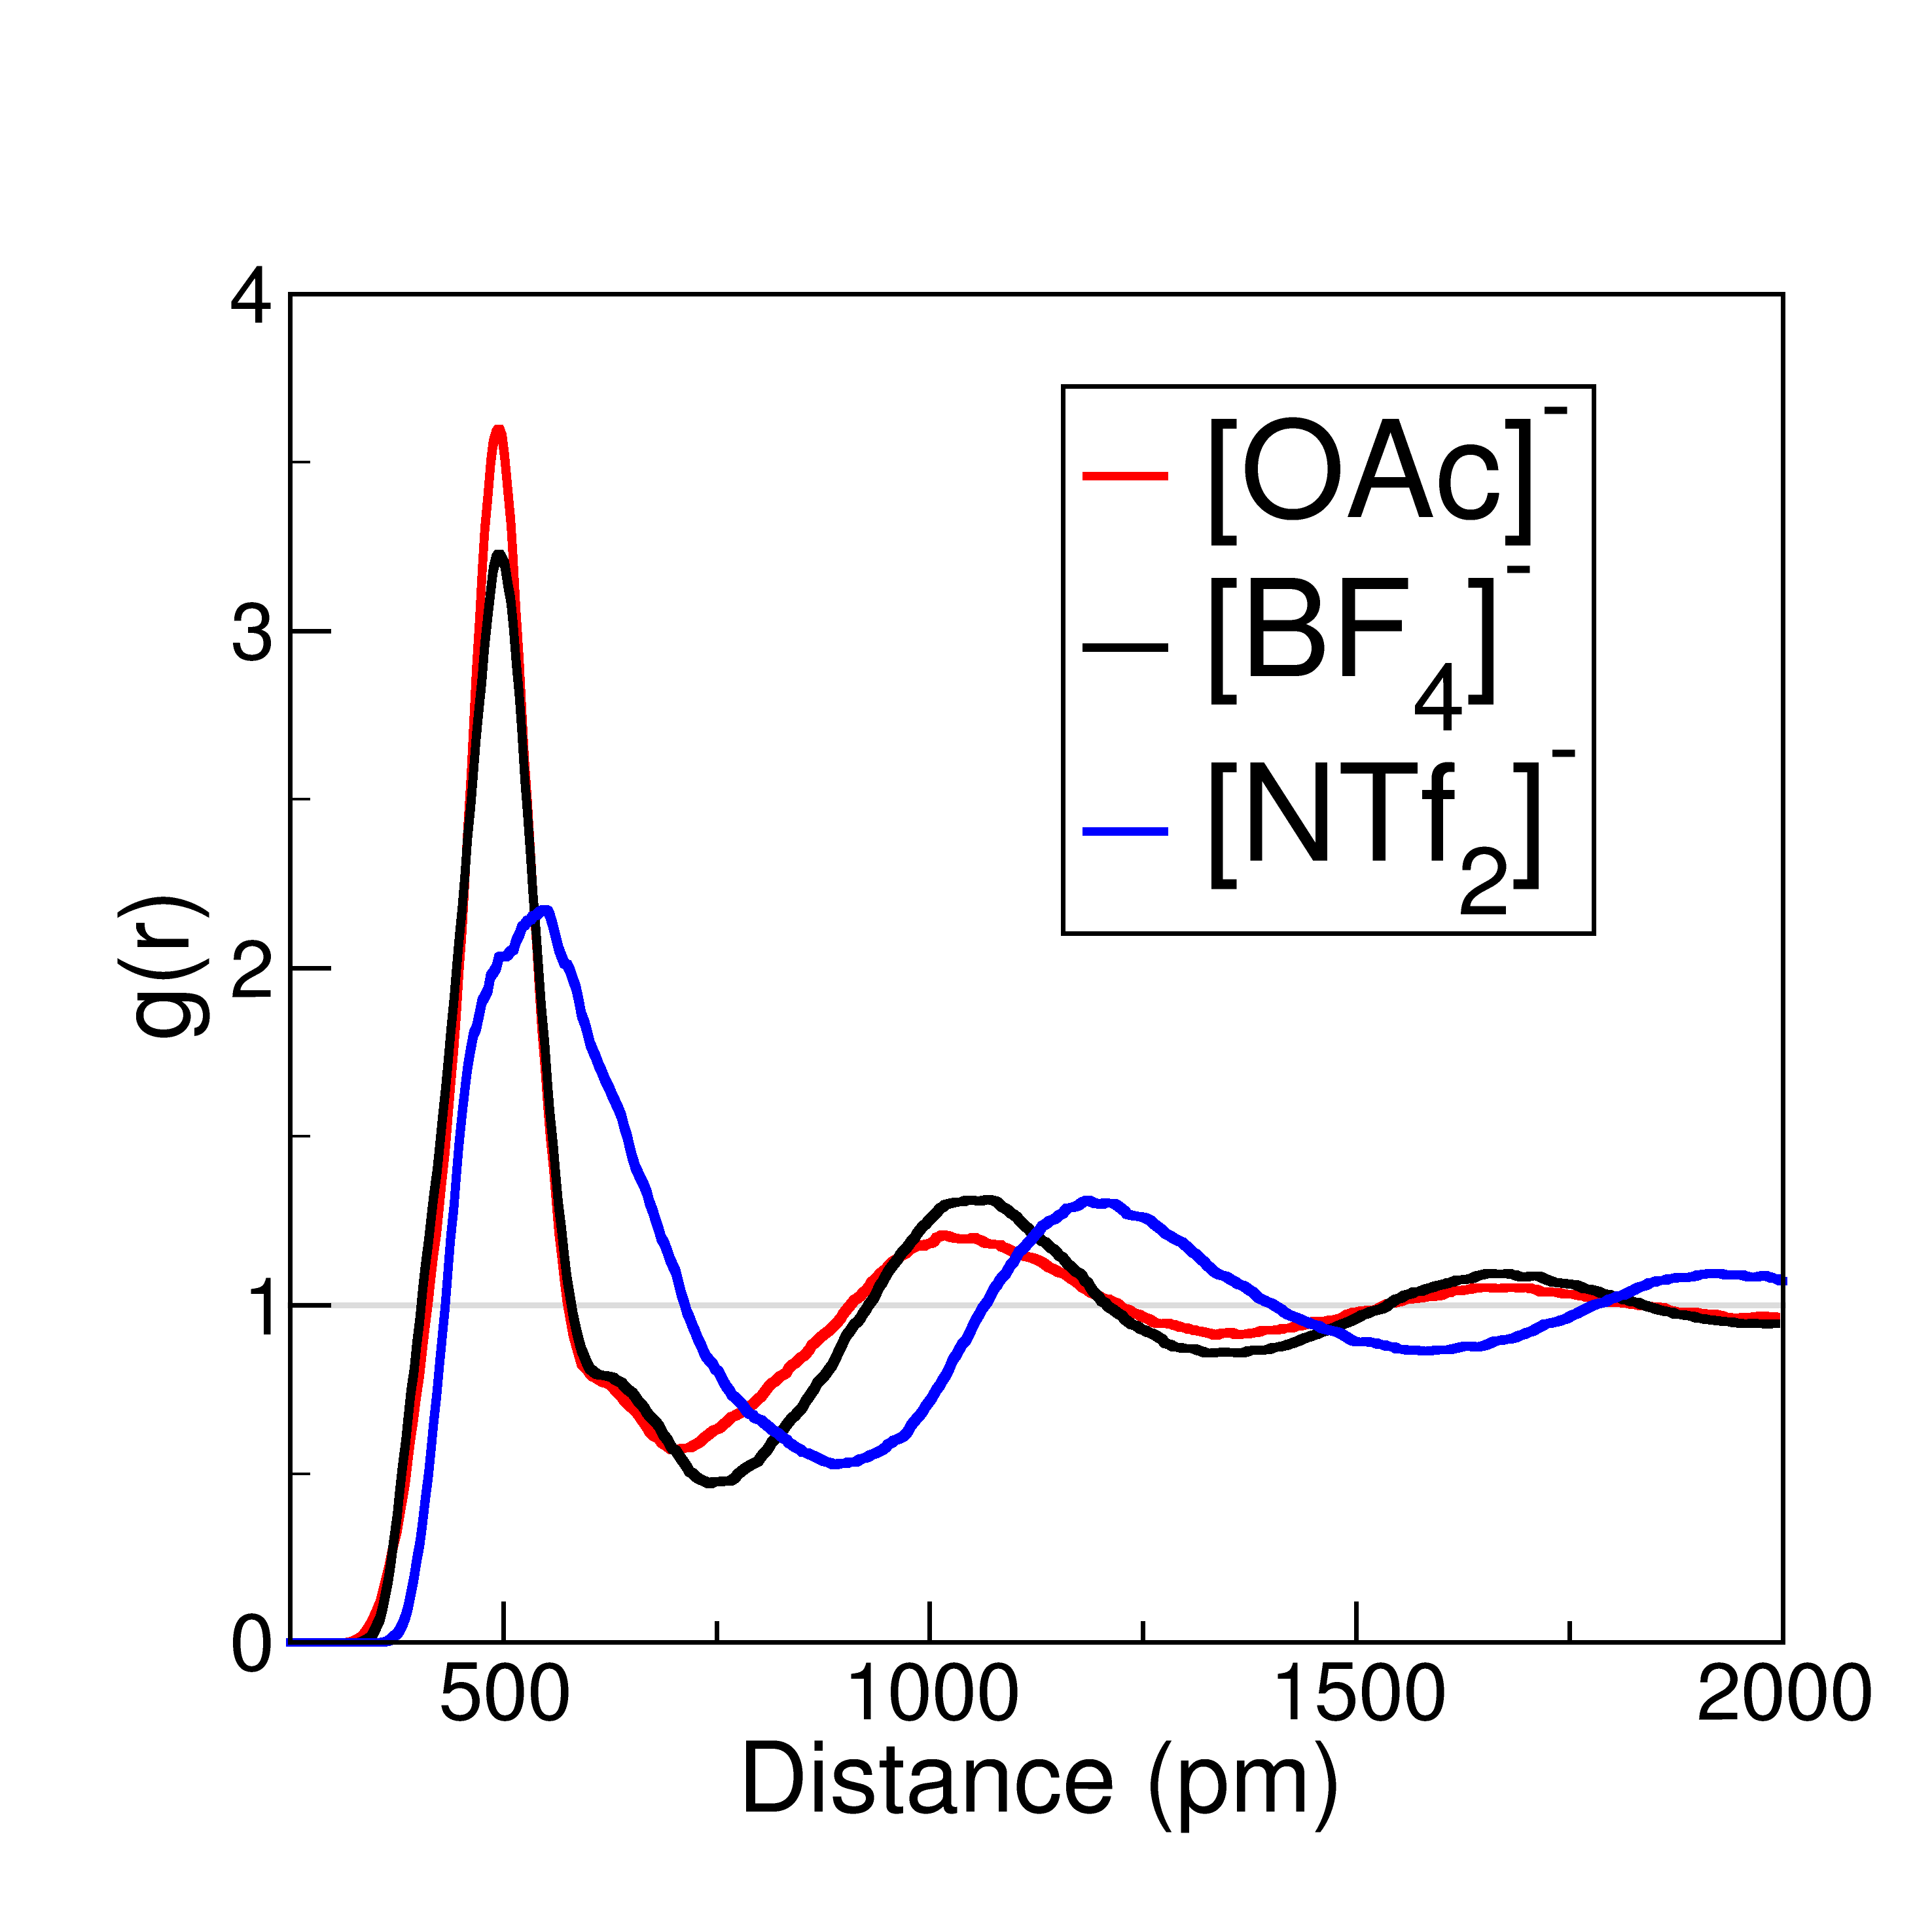 4
[OAc]⁻
[BF₄]⁻
3
[NTf₂]⁻
g(r)
2
1
0
500 1000 1500 2000
Distance (pm)